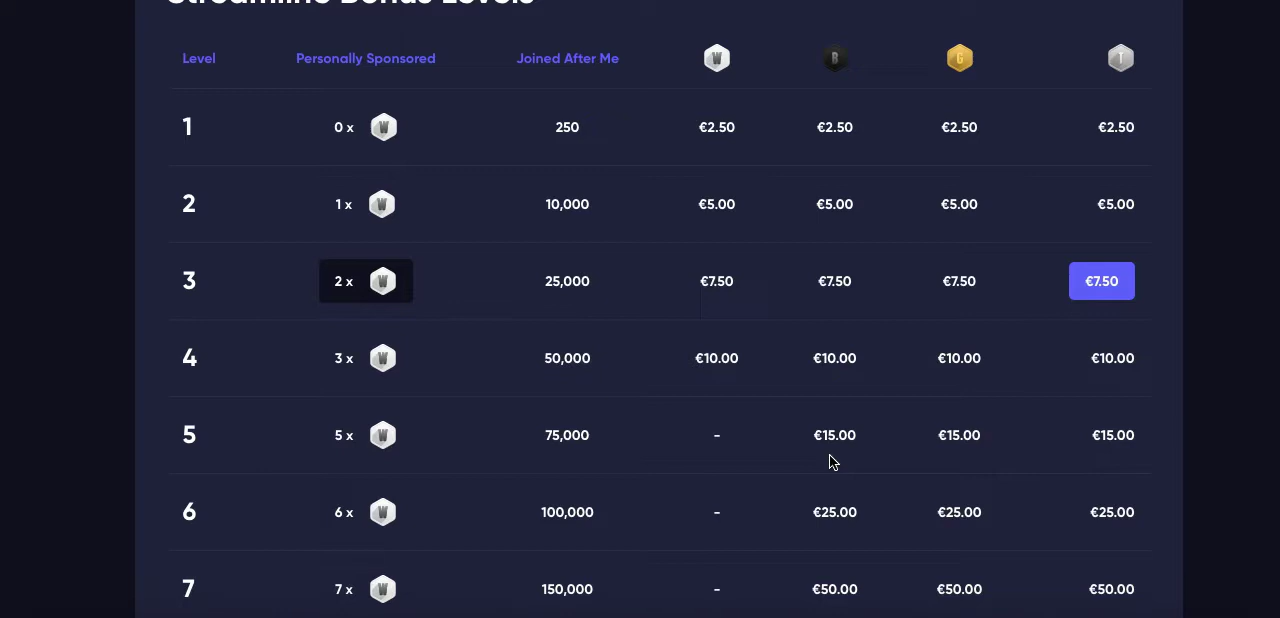 Streamline Bonus Levels
Level Personally Sponsored Joined After Me W B G T
1 0 x W 250 €2.50 €2.50 €2.50 €2.50
2 1 x W 10,000 €5.00 €5.00 €5.00 €5.00
3 2 x W 25,000 €7.50 €7.50 €7.50 €7.50
4 3 x W 50,000 €10.00 €10.00 €10.00 €10.00
5 5 x W 75,000 - €15.00 €15.00 €15.00
6 6 x W 100,000 - €25.00 €25.00 €25.00
7 7 x W 150,000 - €50.00 €50.00 €50.00